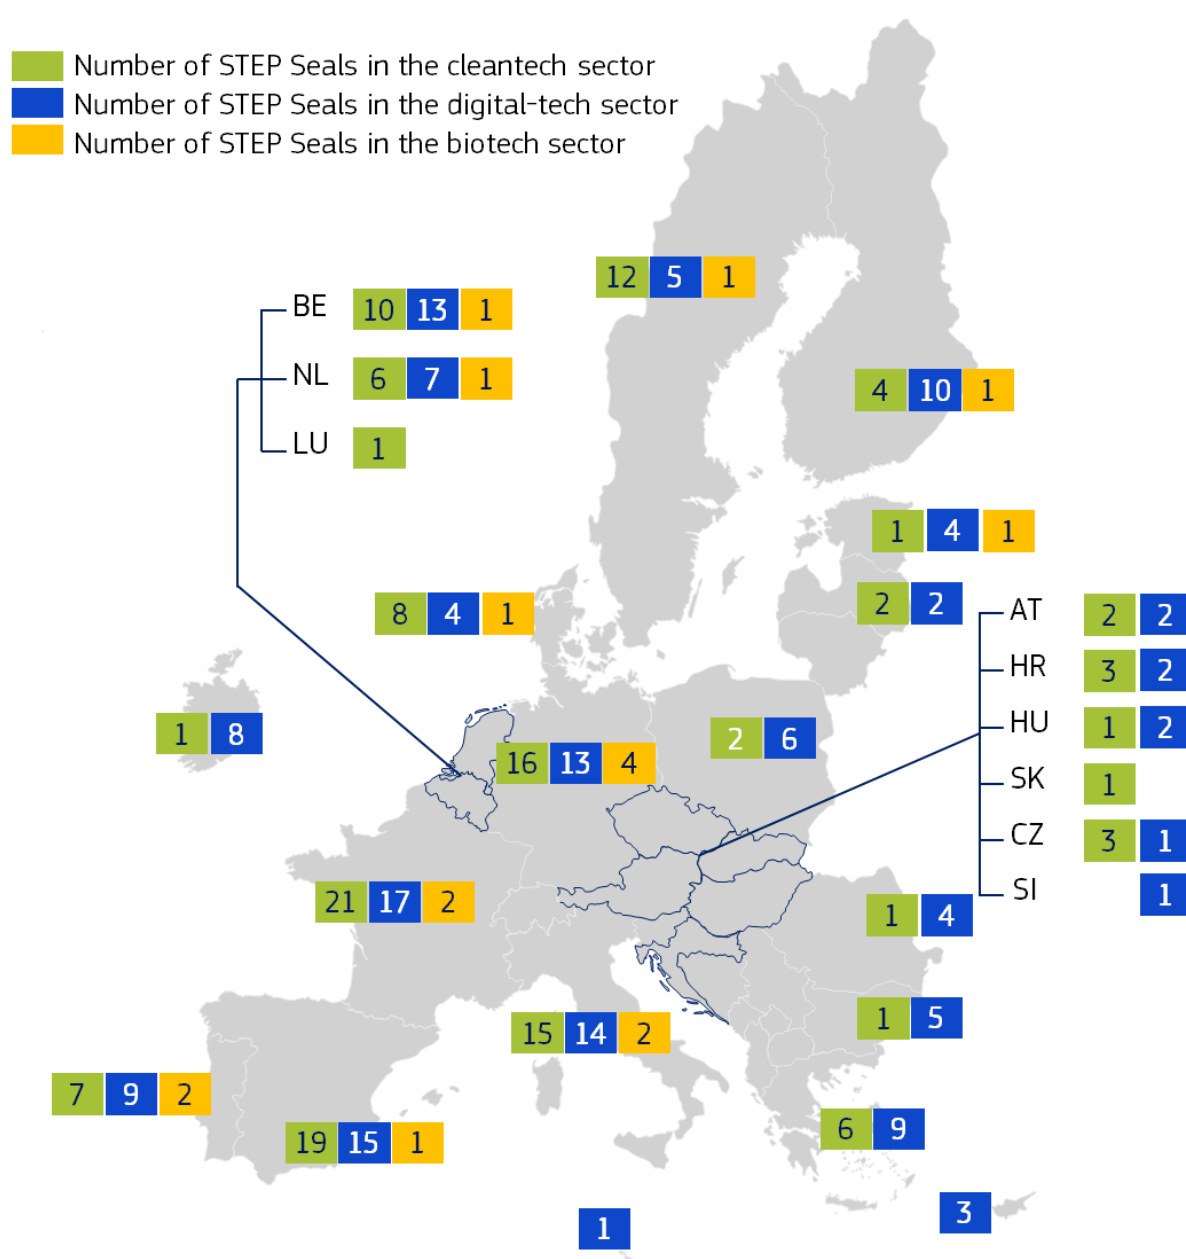 Number of STEP Seals in the cleantech sector
Number of STEP Seals in the digital-tech sector
Number of STEP Seals in the biotech sector
12 5 1
BE 10 13 1
NL 6 7 1
4 10 1
LU 1
1 4 1
2 2
8 4 1
AT 2 2
HR 3 2
HU 1 2
1 8
2 6
16 13 4
SK 1
CZ 3 1
SI 1
21 17 2
1 4
1 5
15 14 2
7 9 2
6 9
19 15 1
3
1